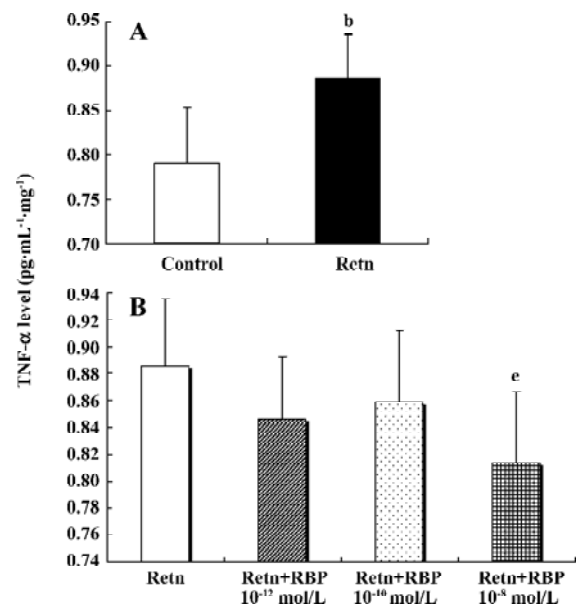 TNF-α level (pg·mL⁻¹·mg⁻¹)
A
0.95
0.90
0.85
0.80
0.75
0.70
b
Control Retn
B
0.94
0.92
0.90
0.88
0.86
0.84
0.82
0.80
0.78
0.76
0.74
e
Retn Retn+RBP Retn+RBP Retn+RBP
10⁻¹² mol/L 10⁻¹⁰ mol/L 10⁻⁸ mol/L